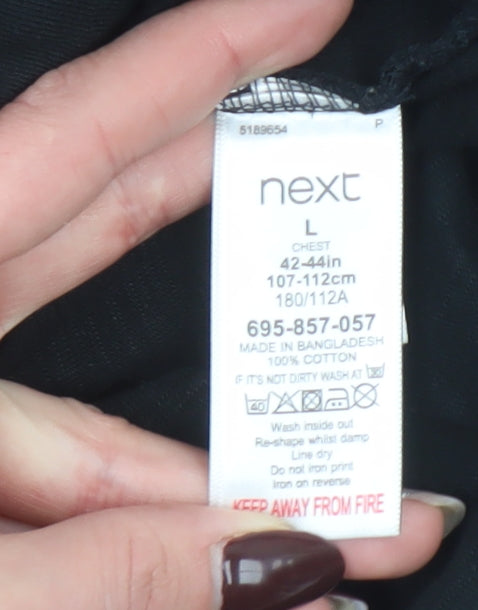 5189654 P
next
L
CHEST
42-44in
107-112cm
180/112A
695-857-057
MADE IN BANGLADESH
100% COTTON
IF IT'S NOT DIRTY WASH AT 30
40
Wash inside out
Re-shape whilst damp
Line dry
Do not iron print
Iron on reverse
KEEP AWAY FROM FIRE